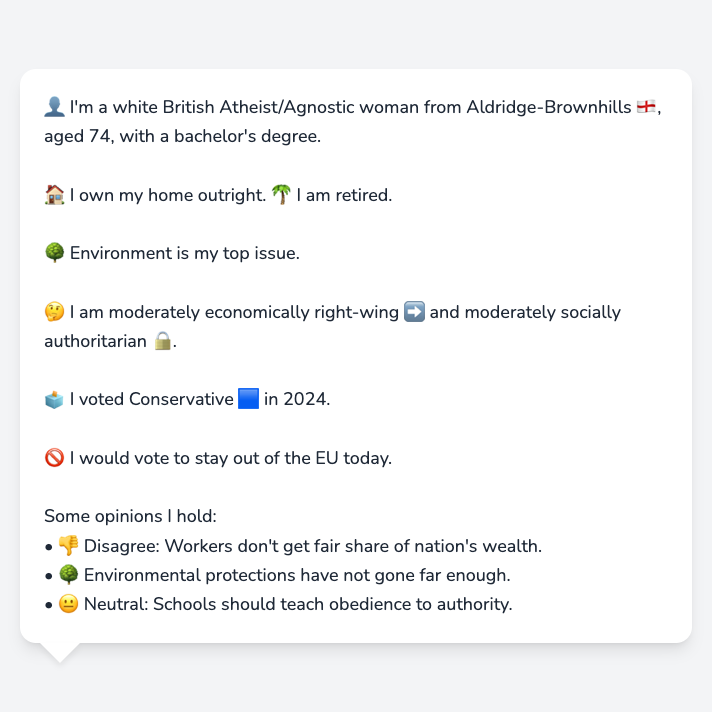 👤 I'm a white British Atheist/Agnostic woman from Aldridge-Brownhills 🏴󠁧󠁢󠁥󠁮󠁧󠁿,
aged 74, with a bachelor's degree.
🏠 I own my home outright. 🌴 I am retired.
🌳 Environment is my top issue.
🤔 I am moderately economically right-wing ➡️ and moderately socially
authoritarian 🔒.
🗳️ I voted Conservative 🟦 in 2024.
🚫 I would vote to stay out of the EU today.
Some opinions I hold:
• 👎 Disagree: Workers don't get fair share of nation's wealth.
• 🌳 Environmental protections have not gone far enough.
• 😐 Neutral: Schools should teach obedience to authority.